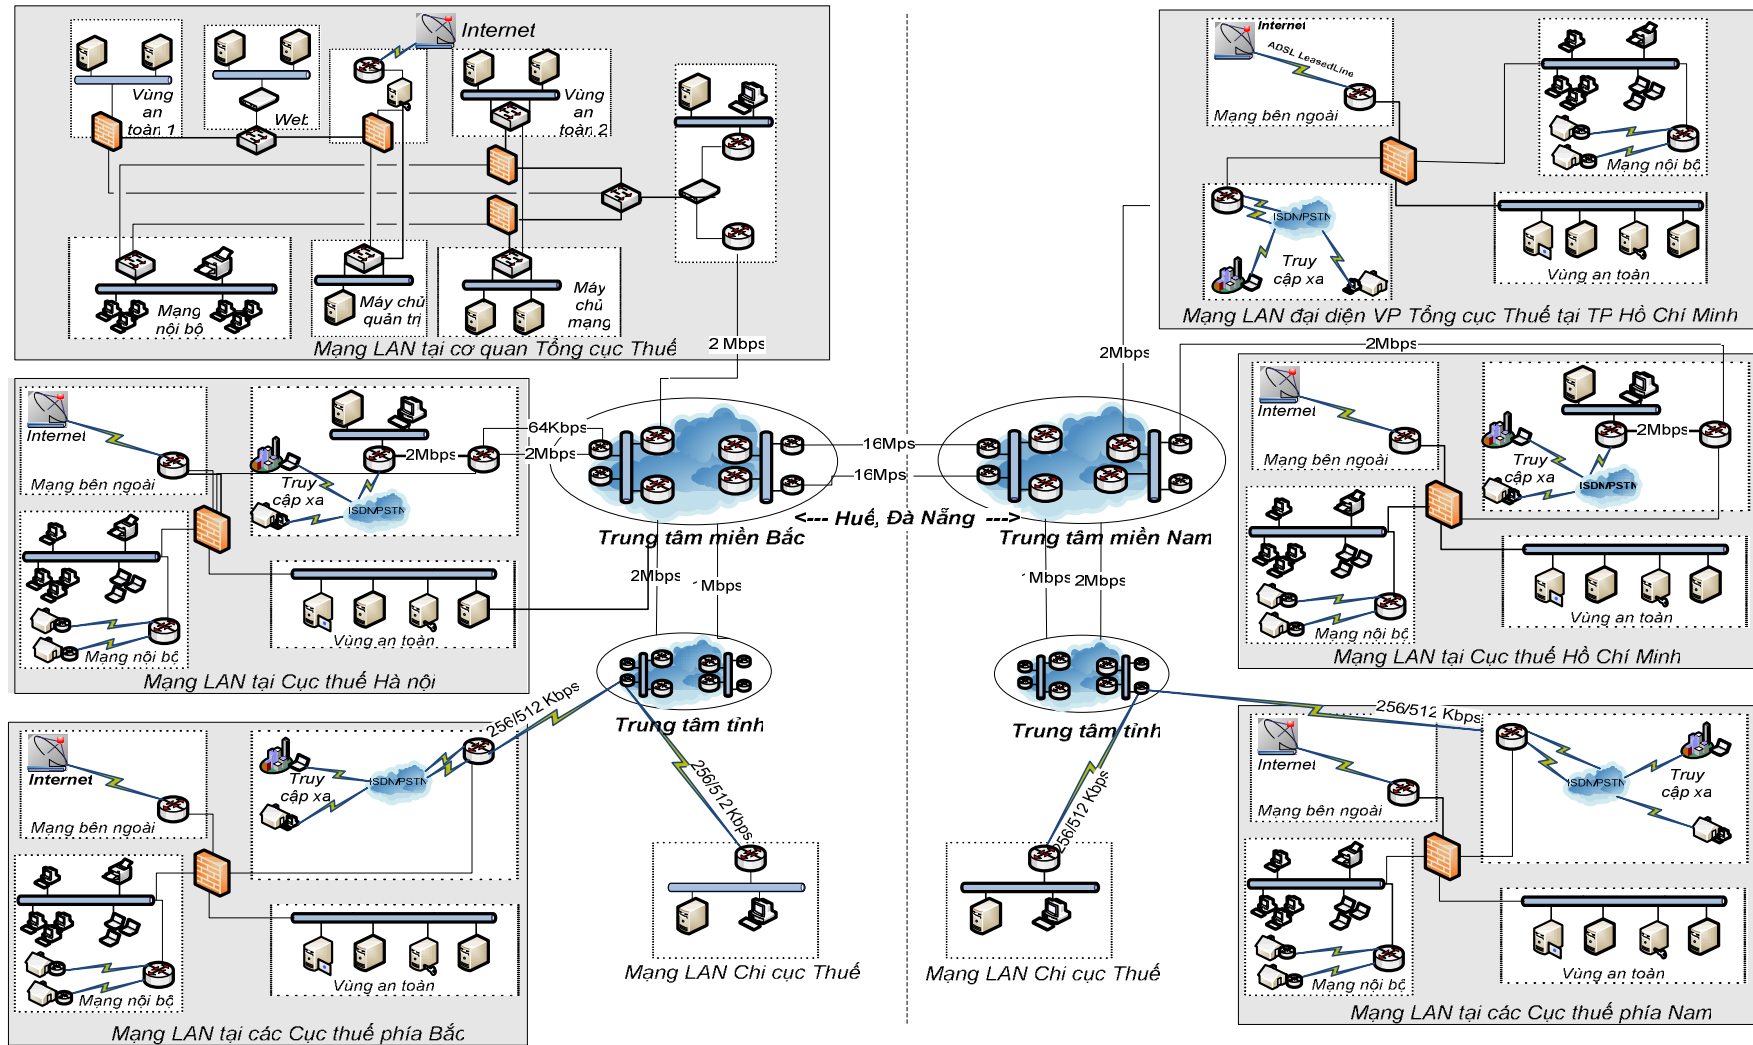 Internet
Vùng
an
toàn 1
Web
Vùng
an
toàn 2
Mạng
nội bộ
Máy chủ
quản trị
Máy
chủ
mạng
Mạng LAN tại cơ quan Tổng cục Thuế
2 Mbps
Internet
ADSL LeasedLine
Mạng bên ngoài
Mạng nội bộ
ISDN/PSTN
Truy
cập xa
Vùng an toàn
Mạng LAN đại diện VP Tổng cục Thuế tại TP Hồ Chí Minh
2Mbps
2Mbps
Internet
Mạng bên ngoài
Truy
cập xa
ISDN/PSTN
2Mbps
64Kbps
2Mbps
Mạng nội bộ
Vùng an toàn
Mạng LAN tại Cục thuế Hà nội
Trung tâm miền Bắc
16Mps
16Mps
<--- Huế, Đà Nẵng --->
Trung tâm miền Nam
2Mbps
1Mbps
1Mbps
2Mbps
Internet
Mạng bên ngoài
Truy
cập xa
ISDN/PSTN
2Mbps
Mạng nội bộ
Vùng an toàn
Mạng LAN tại Cục thuế Hồ Chí Minh
Trung tâm tỉnh
Trung tâm tỉnh
256/512 Kbps
256/512 Kbps
256/512 Kbps
256/512 Kbps
Internet
Mạng bên ngoài
Truy
cập xa
ISDN/PSTN
Mạng nội bộ
Vùng an toàn
Mạng LAN tại các Cục thuế phía Bắc
Mạng LAN Chi cục Thuế
Mạng LAN Chi cục Thuế
Internet
Mạng bên ngoài
ISDN/PSTN
Truy
cập xa
Mạng nội bộ
Vùng an toàn
Mạng LAN tại các Cục thuế phía Nam